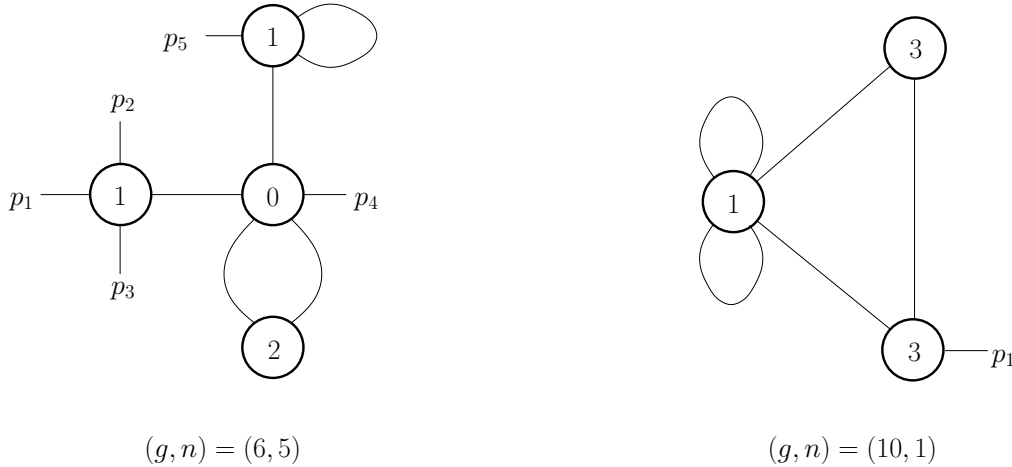 p₅ 1
3
p₂
p₁ 1 0 p₄
1
p₃
2
3 p₁
(g, n) = (6, 5)
(g, n) = (10, 1)